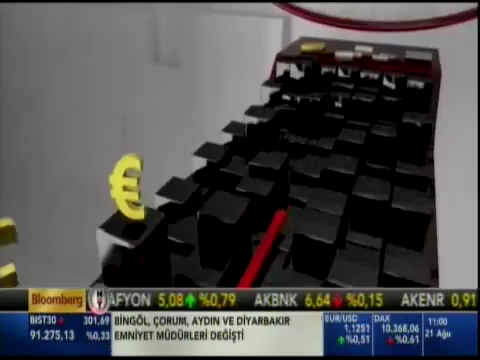 €
Bloomberg
AFYON 5,08 %0,79 AKBNK 6,64 %0,15 AKENR 0,91
BIST30 301,69
91.275,13 %0,33
BİNGÖL, ÇORUM, AYDIN VE DİYARBAKIR
EMNİYET MÜDÜRLERİ DEĞİŞTİ
EUR/USD
1,1251
%0,51
DAX
10.368,06
%0,61
11:00
21 Ağu